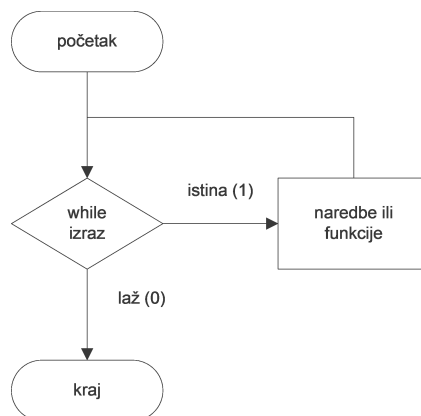 početak
istina (1)
while
izraz
naredbe ili
funkcije
laž (0)
kraj